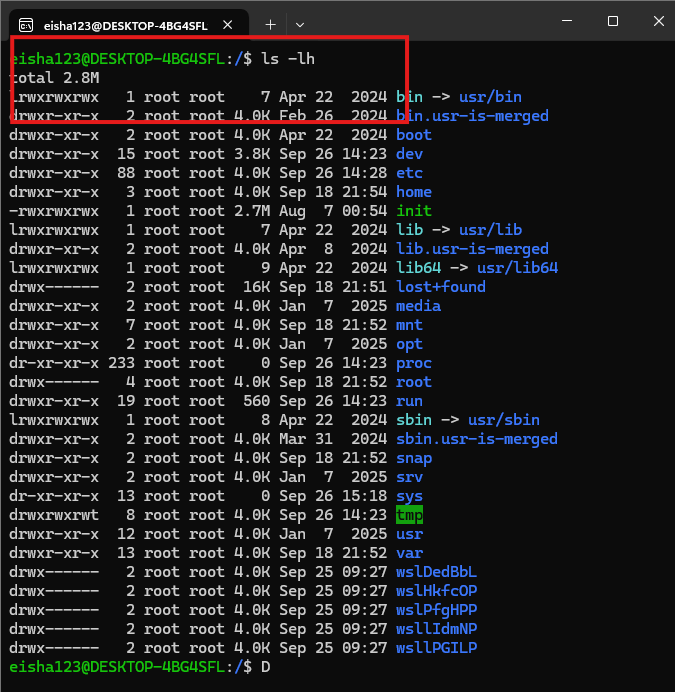 eisha123@DESKTOP-4BG4SFL
eisha123@DESKTOP-4BG4SFL:/$ ls -lh
total 2.8M
lrwxrwxrwx   1 root root    7 Apr 22  2024 bin -> usr/bin
drwxr-xr-x   2 root root 4.0K Feb 26  2024 bin.usr-is-merged
drwxr-xr-x   2 root root 4.0K Apr 22  2024 boot
drwxr-xr-x  15 root root 3.8K Sep 26 14:23 dev
drwxr-xr-x  88 root root 4.0K Sep 26 14:28 etc
drwxr-xr-x   3 root root 4.0K Sep 18 21:54 home
-rwxrwxrwx   1 root root 2.7M Aug  7 00:54 init
lrwxrwxrwx   1 root root    7 Apr 22  2024 lib -> usr/lib
drwxr-xr-x   2 root root 4.0K Apr  8  2024 lib.usr-is-merged
lrwxrwxrwx   1 root root    9 Apr 22  2024 lib64 -> usr/lib64
drwx------   2 root root  16K Sep 18 21:51 lost+found
drwxr-xr-x   2 root root 4.0K Jan  7  2025 media
drwxr-xr-x   7 root root 4.0K Sep 18 21:52 mnt
drwxr-xr-x   2 root root 4.0K Jan  7  2025 opt
dr-xr-xr-x 233 root root    0 Sep 26 14:23 proc
drwx------   4 root root 4.0K Sep 18 21:52 root
drwxr-xr-x  19 root root  560 Sep 26 14:23 run
lrwxrwxrwx   1 root root    8 Apr 22  2024 sbin -> usr/sbin
drwxr-xr-x   2 root root 4.0K Mar 31  2024 sbin.usr-is-merged
drwxr-xr-x   2 root root 4.0K Sep 18 21:52 snap
drwxr-xr-x   2 root root 4.0K Jan  7  2025 srv
dr-xr-xr-x  13 root root    0 Sep 26 15:18 sys
drwxrwxrwt   8 root root 4.0K Sep 26 14:23 tmp
drwxr-xr-x  12 root root 4.0K Jan  7  2025 usr
drwxr-xr-x  13 root root 4.0K Sep 18 21:52 var
drwx------   2 root root 4.0K Sep 25 09:27 wslDedBbL
drwx------   2 root root 4.0K Sep 25 09:27 wslHkfcOP
drwx------   2 root root 4.0K Sep 25 09:27 wslPfgHPP
drwx------   2 root root 4.0K Sep 25 09:27 wsllIdmNP
drwx------   2 root root 4.0K Sep 25 09:27 wsllPGILP
eisha123@DESKTOP-4BG4SFL:/$ D